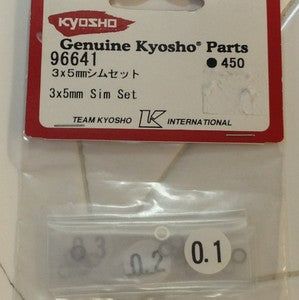 KYOSHO
Genuine Kyosho® Parts
96641 ● 450
3x5mmシムセット
3x5mm Sim Set
TEAM KYOSHO K INTERNATIONAL
0.3 0.2 0.1